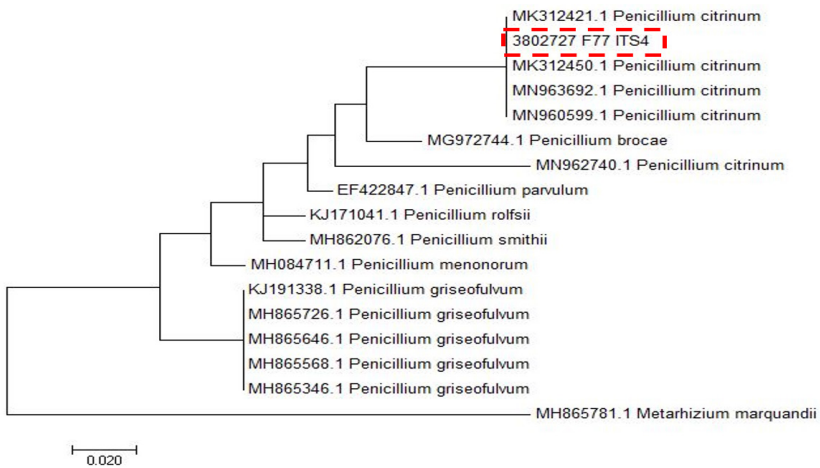 MK312421.1 Penicillium citrinum
3802727 F77 ITS4
MK312450.1 Penicillium citrinum
MN963692.1 Penicillium citrinum
MN960599.1 Penicillium citrinum
MG972744.1 Penicillium brocae
MN962740.1 Penicillium citrinum
EF422847.1 Penicillium parvulum
KJ171041.1 Penicillium rolfsii
MH862076.1 Penicillium smithii
MH084711.1 Penicillium menonorum
KJ191338.1 Penicillium griseofulvum
MH865726.1 Penicillium griseofulvum
MH865646.1 Penicillium griseofulvum
MH865568.1 Penicillium griseofulvum
MH865346.1 Penicillium griseofulvum
MH865781.1 Metarhizium marquandii
0.020